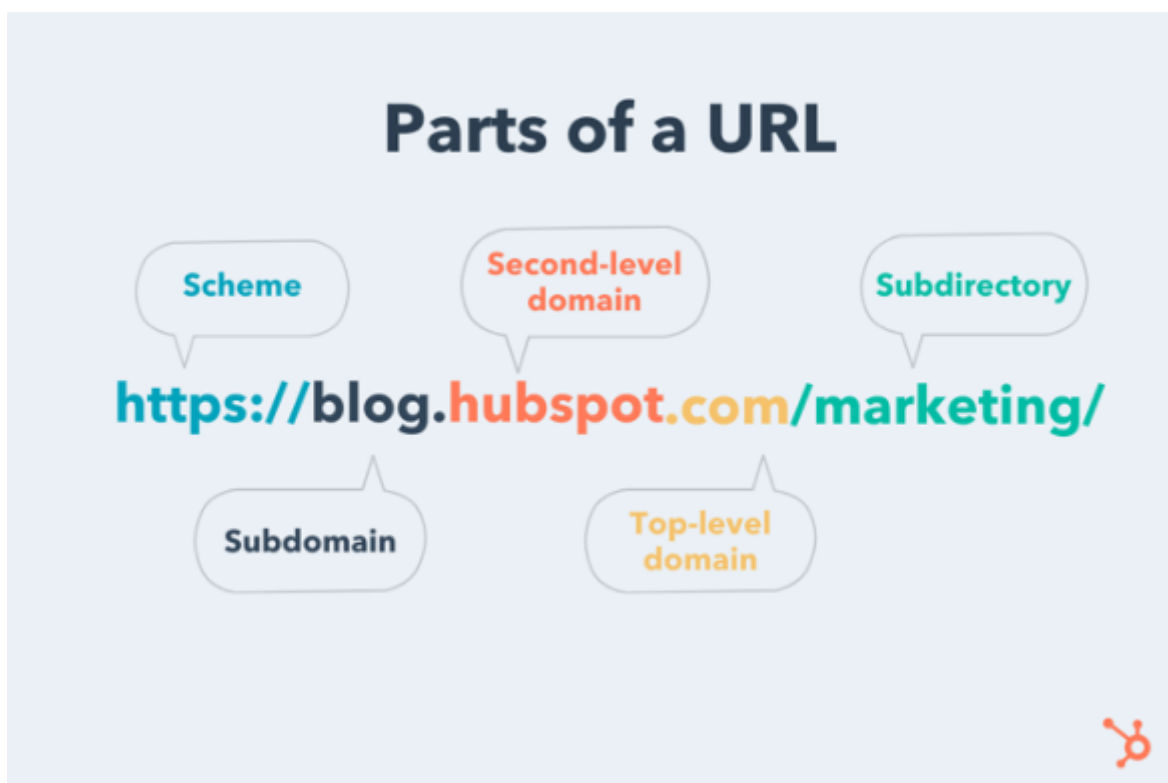 Parts of a URL
Scheme
Second-level
domain
Subdirectory
https://blog.hubspot.com/marketing/
Subdomain
Top-level
domain